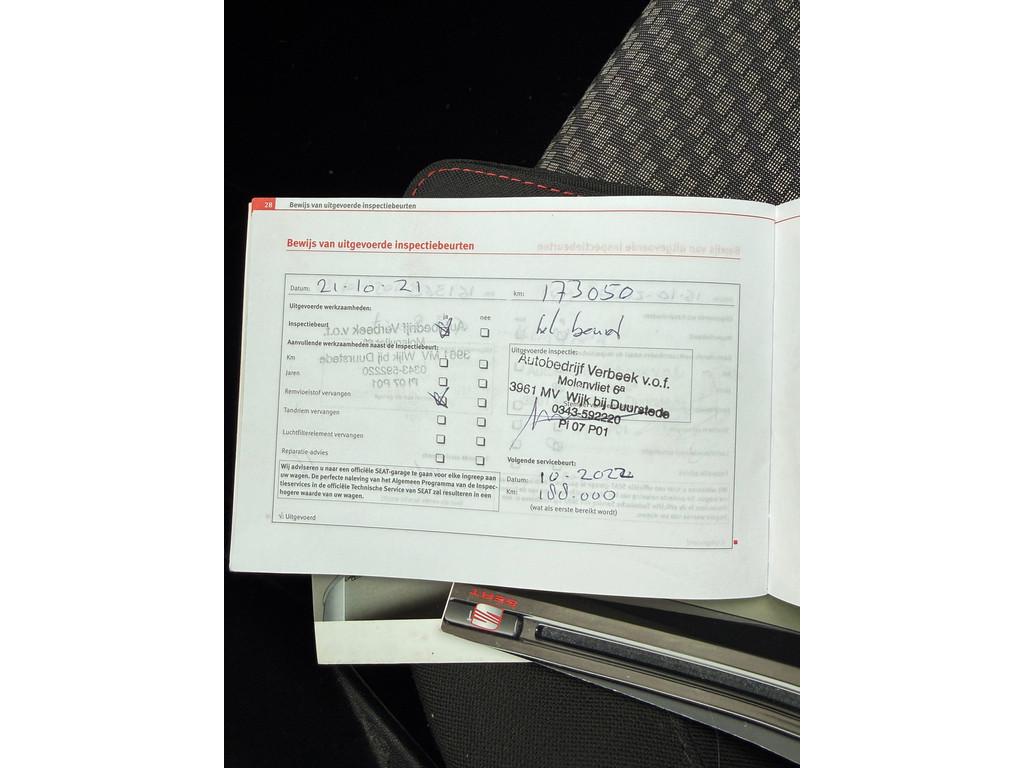 28 Bewijs van uitgevoerde inspectiebeurten
Bewijs van uitgevoerde inspectiebeurten
Datum: 21-10-21 km: 173050
Uitgevoerde werkzaamheden:
ja nee
Inspectiebeurt
beurt
Aanvullende werkzaamheden naast de Inspectiebeurt:
Km
Jaren
Remvloeistof vervangen
Tandriem vervangen
Luchtfilterelement vervangen
Reparatie-advies
Uitgevoerde inspectie:
Autobedrijf Verbeek v.o.f.
Molenvliet 6a
3961 MV Wijk bij Duurstede
0343-592220
Pi 07 P01
Volgende servicebeurt:
Datum: 10-2022
Km: 188.000
(wat als eerste bereikt wordt)
Wij adviseren u naar een officiële SEAT-garage te gaan voor elke ingreep aan
uw wagen. De perfecte naleving van het Algemeen Programma van de Inspec-
tieservices in de officiële Technische Service van SEAT zal resulteren in een
hogere waarde van uw wagen.
√: Uitgevoerd
SEAT